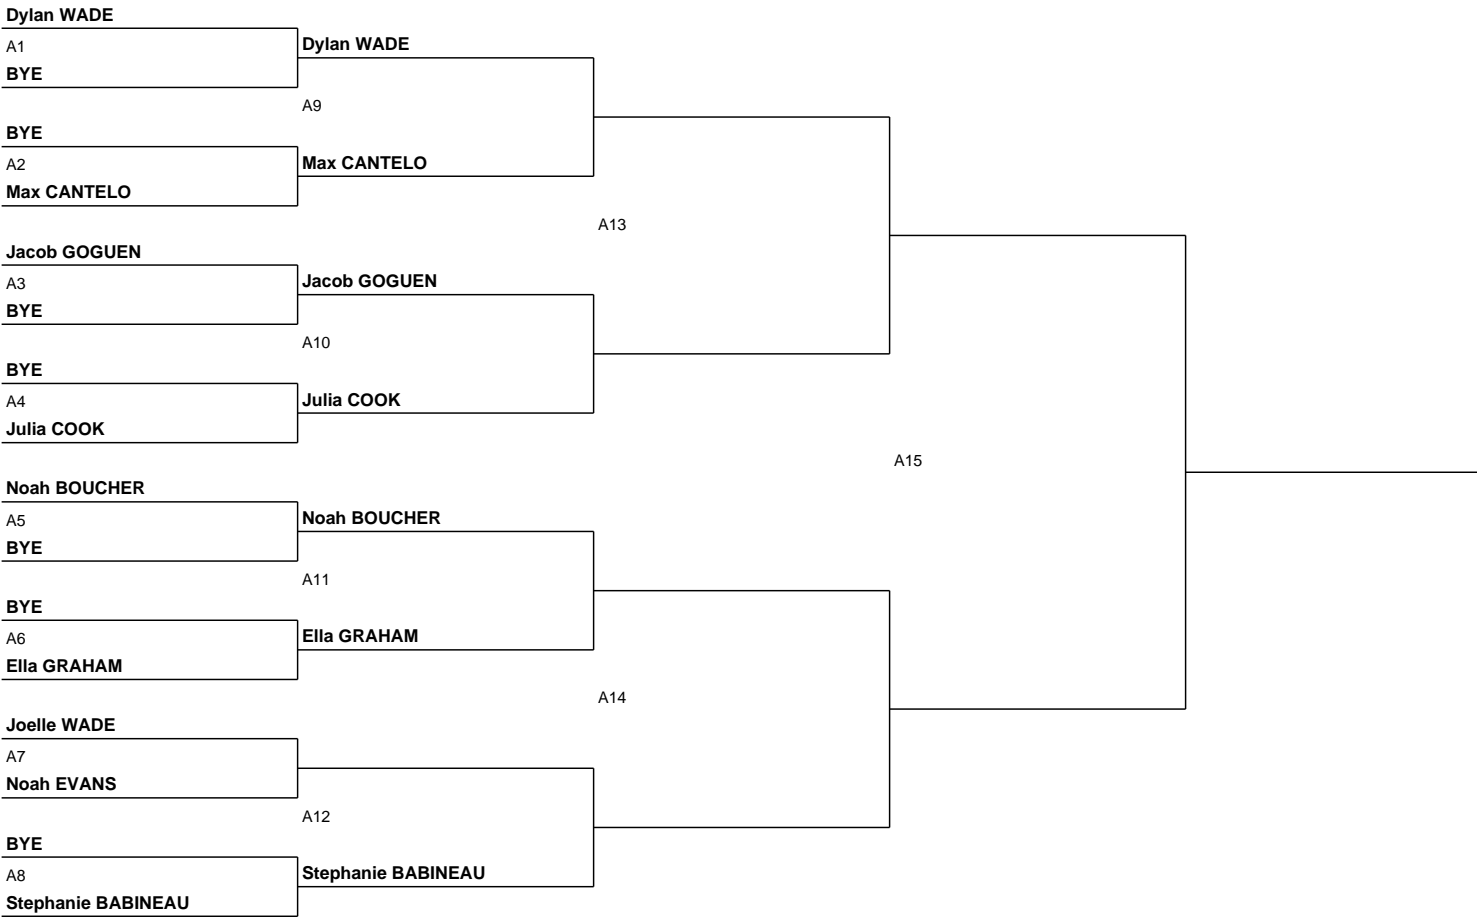 Dylan WADE
A1
BYE
BYE
A2
Max CANTELO
Jacob GOGUEN
A3
BYE
BYE
A4
Julia COOK
Noah BOUCHER
A5
BYE
BYE
A6
Ella GRAHAM
Joelle WADE
A7
Noah EVANS
BYE
A8
Stephanie BABINEAU
Dylan WADE
A9
Max CANTELO
Jacob GOGUEN
A10
Julia COOK
Noah BOUCHER
A11
Ella GRAHAM
A12
Stephanie BABINEAU
A13
A14
A15